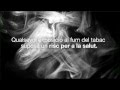 Qualsevol exposició al fum del tabac
suposa un risc per a la salut.